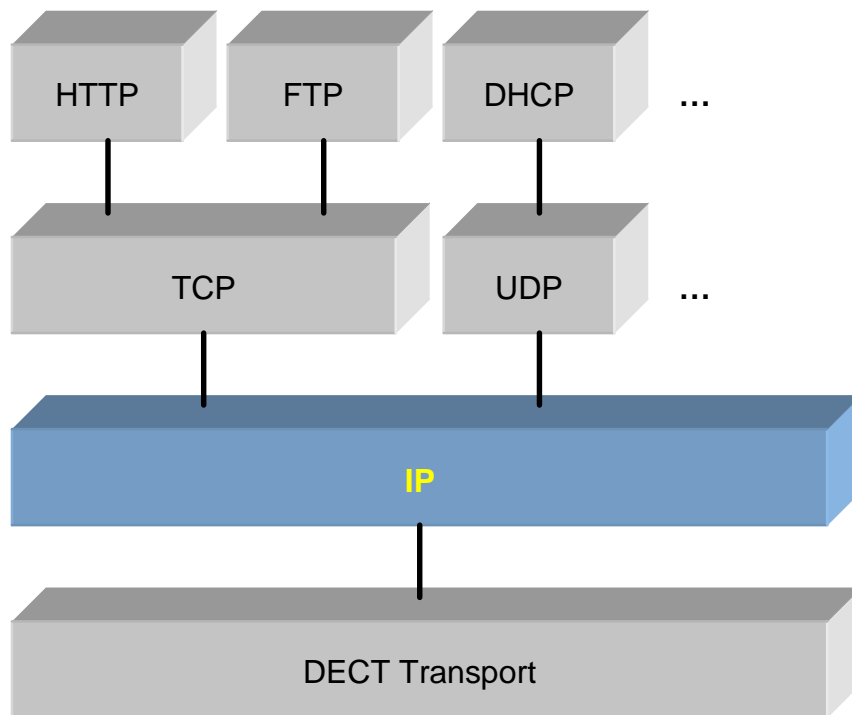 HTTP FTP DHCP ...
TCP UDP ...
IP
DECT Transport